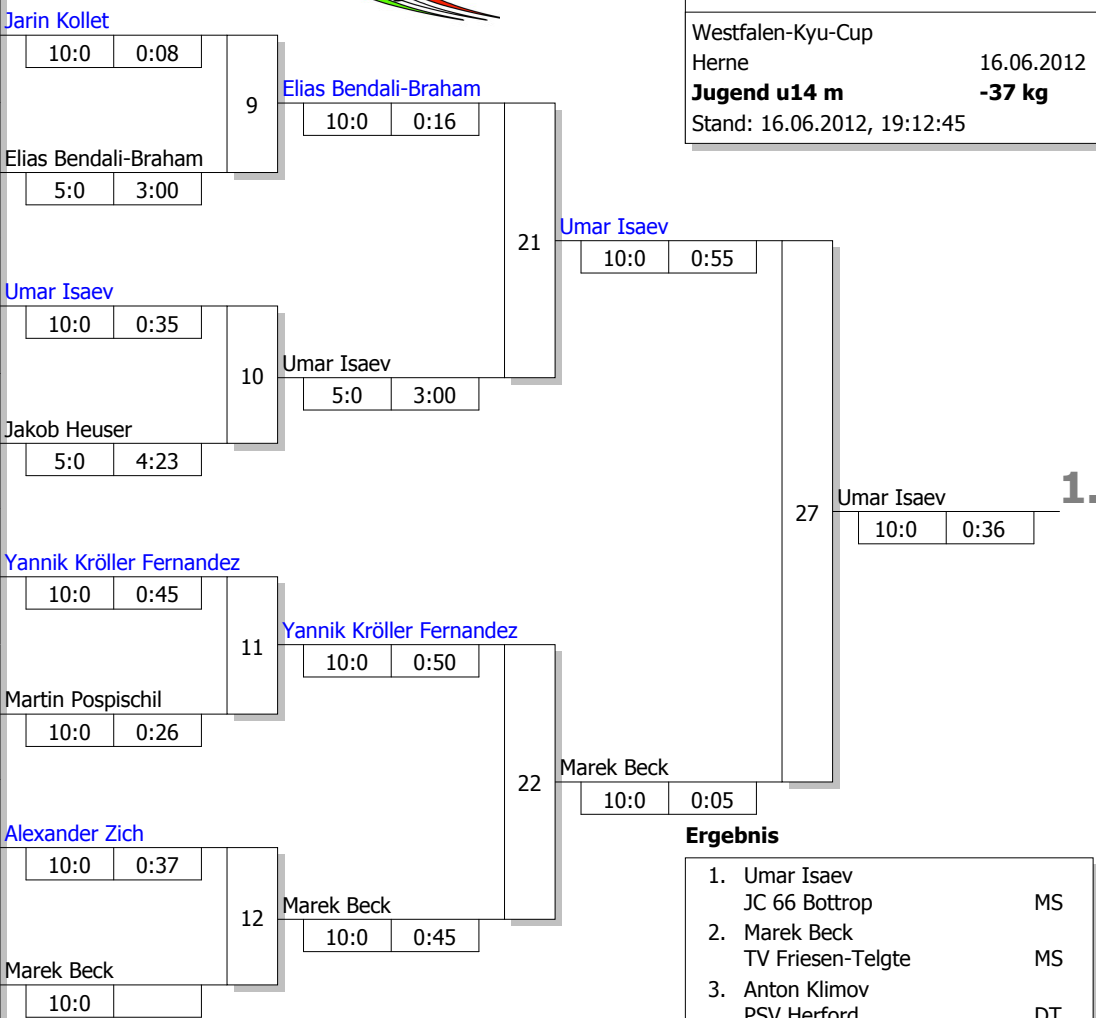 Jarin Kollet
10:0 0:08
9
Elias Bendali-Braham
10:0 0:16
Elias Bendali-Braham
5:0 3:00
21
Umar Isaev
10:0 0:55
Umar Isaev
10:0 0:35
10
Umar Isaev
5:0 3:00
Jakob Heuser
5:0 4:23
27
Umar Isaev
10:0 0:36
1.
Yannik Kröller Fernandez
10:0 0:45
11
Yannik Kröller Fernandez
10:0 0:50
Martin Pospischil
10:0 0:26
22
Marek Beck
10:0 0:05
Alexander Zich
10:0 0:37
12
Marek Beck
10:0 0:45
Marek Beck
10:0
Westfalen-Kyu-Cup
Herne 16.06.2012
Jugend u14 m -37 kg
Stand: 16.06.2012, 19:12:45
Ergebnis
1. Umar Isaev
JC 66 Bottrop MS
2. Marek Beck
TV Friesen-Telgte MS
3. Anton Klimov
PSV Herford DT